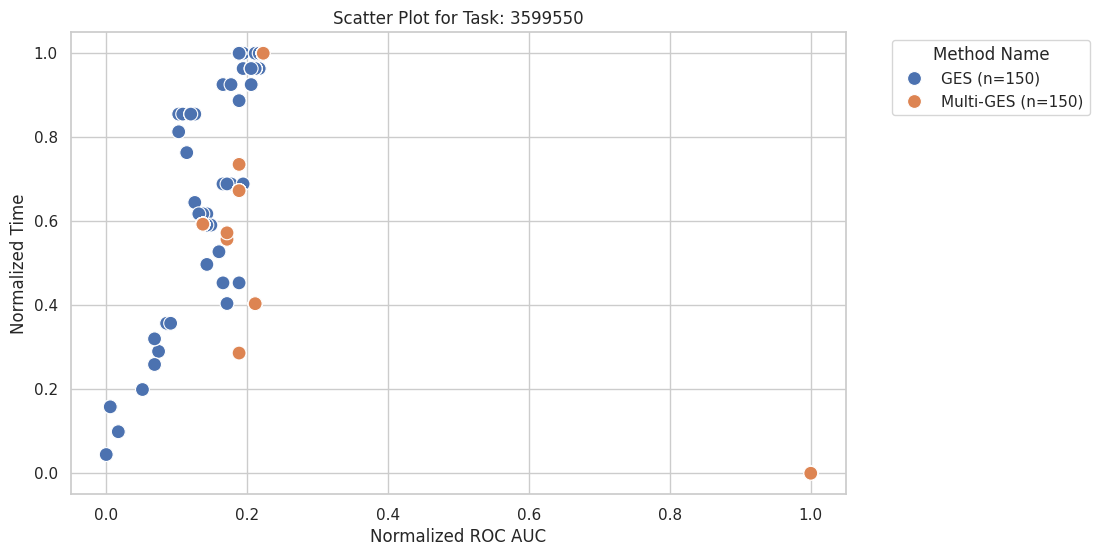 Scatter Plot for Task: 3599550
Normalized Time
1.0
0.8
0.6
0.4
0.2
0.0
0.0 0.2 0.4 0.6 0.8 1.0
Normalized ROC AUC
Method Name
GES (n=150)
Multi-GES (n=150)